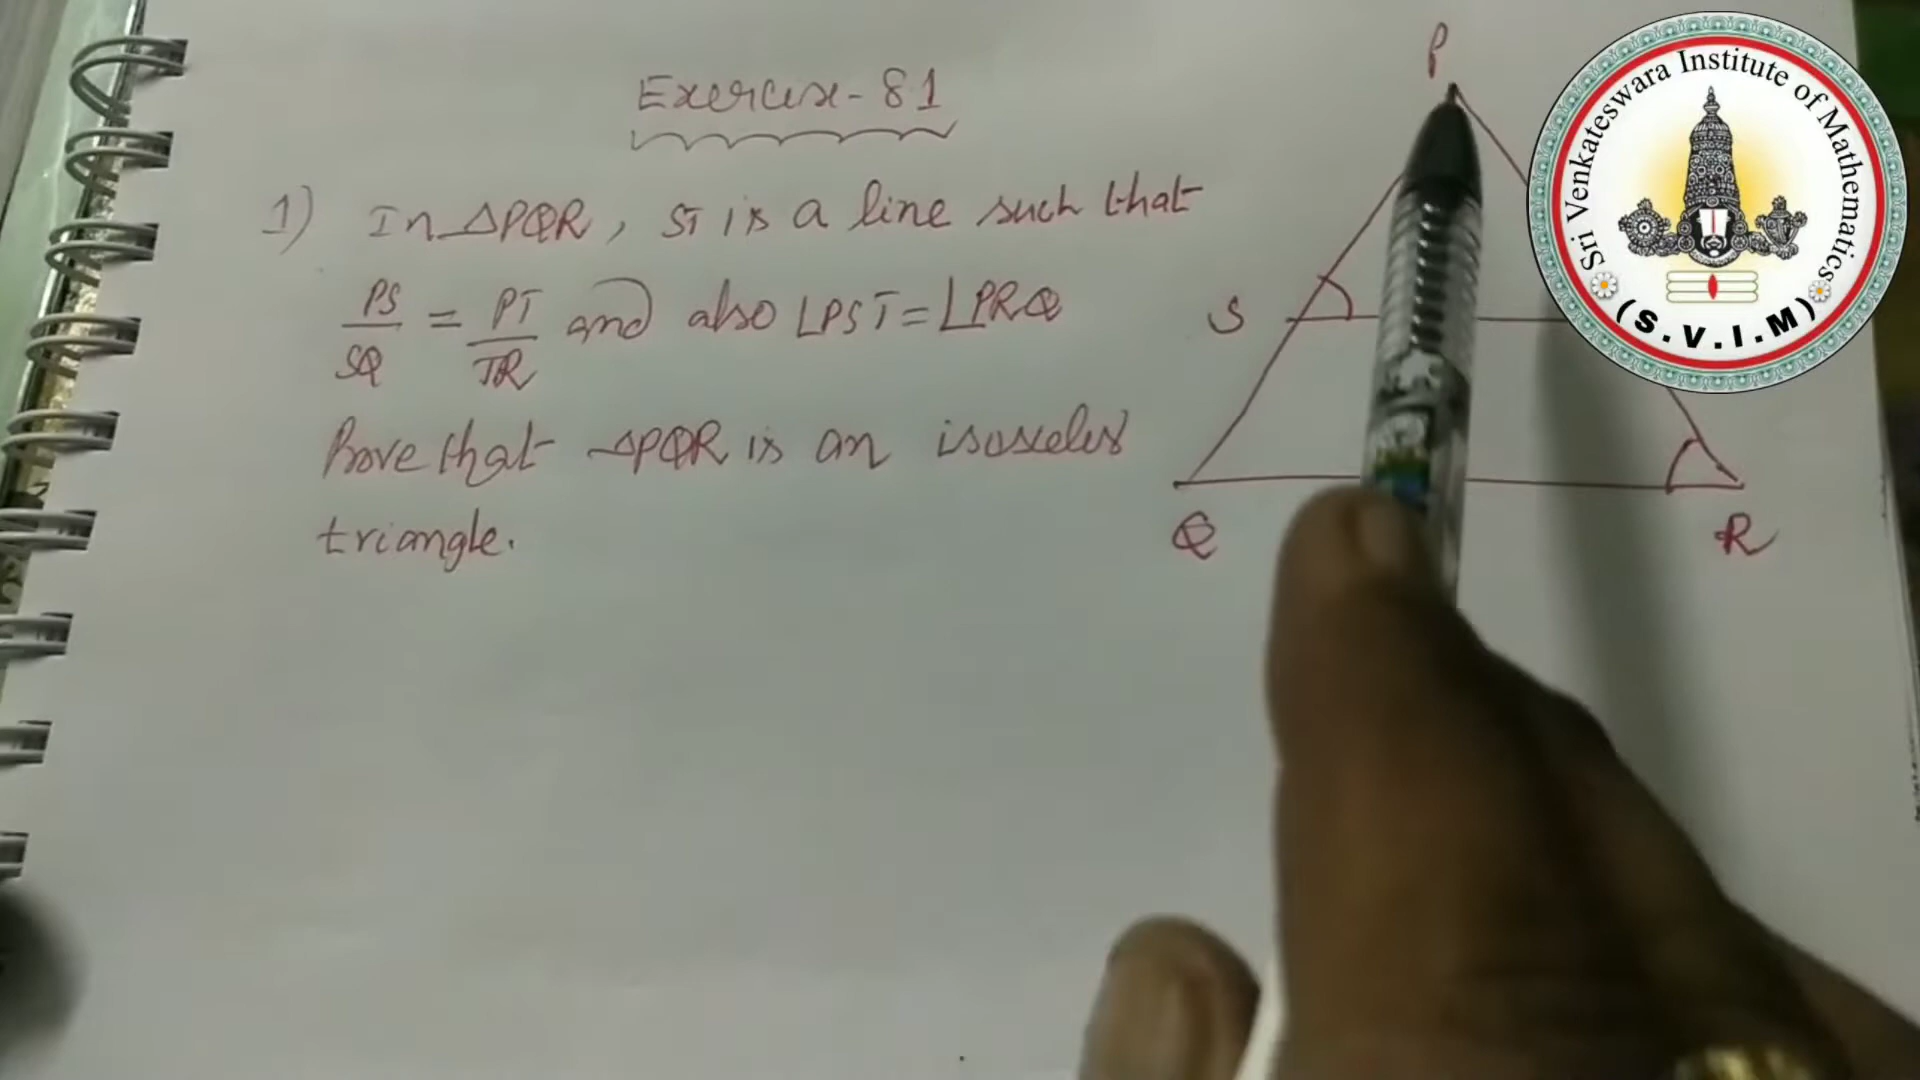 Exercise-8.1
1) In △PQR, ST is a line such that
PS/SQ = PT/TR and also ∠PST = ∠PRQ
Prove that △PQR is an isosceles
triangle.
P
S
Q
R
Sri Venkateswara Institute of Mathematics
(S.V.I.M)